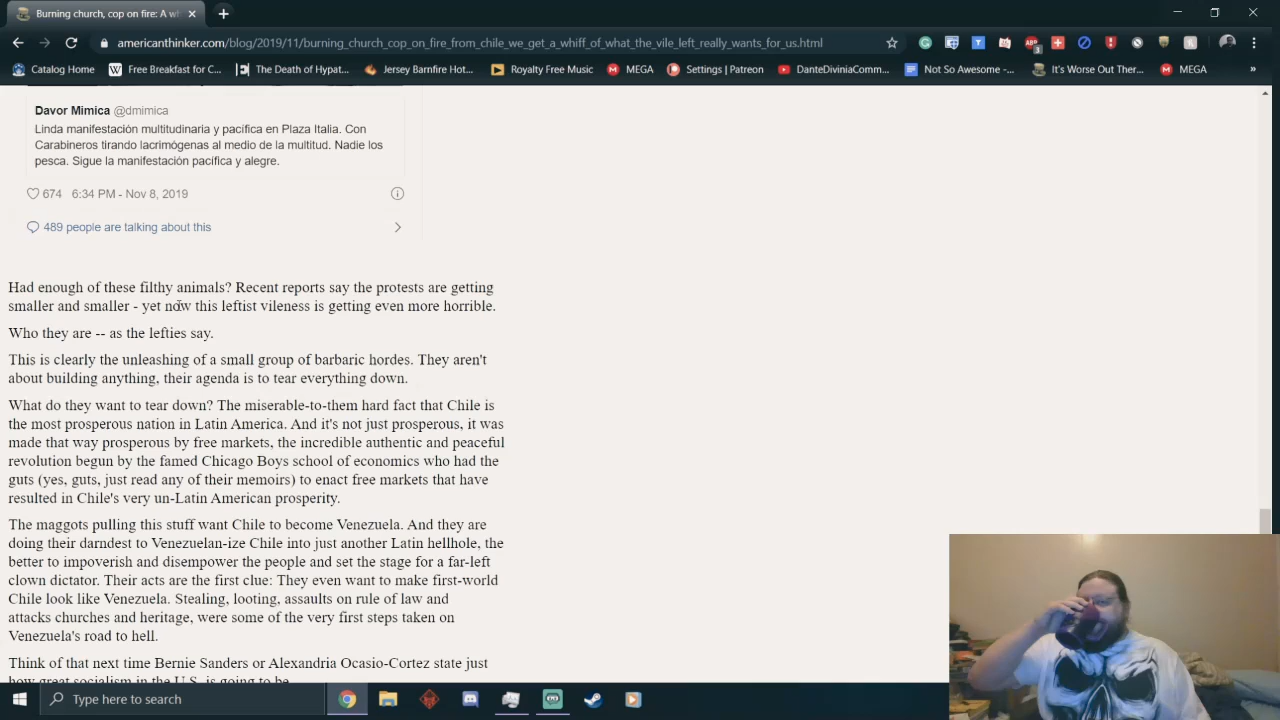 Burning church, cop on fire: A w
americanthinker.com/blog/2019/11/burning_church_cop_on_fire_from_chile_we_get_a_whiff_of_what_the_vile_left_really_wants_for_us.html
Catalog Home
Free Breakfast for C...
The Death of Hypat...
Jersey Barnfire Hot...
Royalty Free Music
MEGA
Settings | Patreon
DanteDiviniaComm...
Not So Awesome -...
It's Worse Out Ther...
MEGA
Davor Mimica @dmimica
Linda manifestación multitudinaria y pacífica en Plaza Italia. Con
Carabineros tirando lacrimógenas al medio de la multitud. Nadie los
pesca. Sigue la manifestación pacífica y alegre.
674 6:34 PM - Nov 8, 2019
489 people are talking about this
Had enough of these filthy animals? Recent reports say the protests are getting
smaller and smaller - yet now this leftist vileness is getting even more horrible.
Who they are -- as the lefties say.
This is clearly the unleashing of a small group of barbaric hordes. They aren't
about building anything, their agenda is to tear everything down.
What do they want to tear down? The miserable-to-them hard fact that Chile is
the most prosperous nation in Latin America. And it's not just prosperous, it was
made that way prosperous by free markets, the incredible authentic and peaceful
revolution begun by the famed Chicago Boys school of economics who had the
guts (yes, guts, just read any of their memoirs) to enact free markets that have
resulted in Chile's very un-Latin American prosperity.
The maggots pulling this stuff want Chile to become Venezuela. And they are
doing their darndest to Venezuelan-ize Chile into just another Latin hellhole, the
better to impoverish and disempower the people and set the stage for a far-left
clown dictator. Their acts are the first clue: They even want to make first-world
Chile look like Venezuela. Stealing, looting, assaults on rule of law and
attacks churches and heritage, were some of the very first steps taken on
Venezuela's road to hell.
Think of that next time Bernie Sanders or Alexandria Ocasio-Cortez state just
how great socialism in the U.S. is going to be
Type here to search